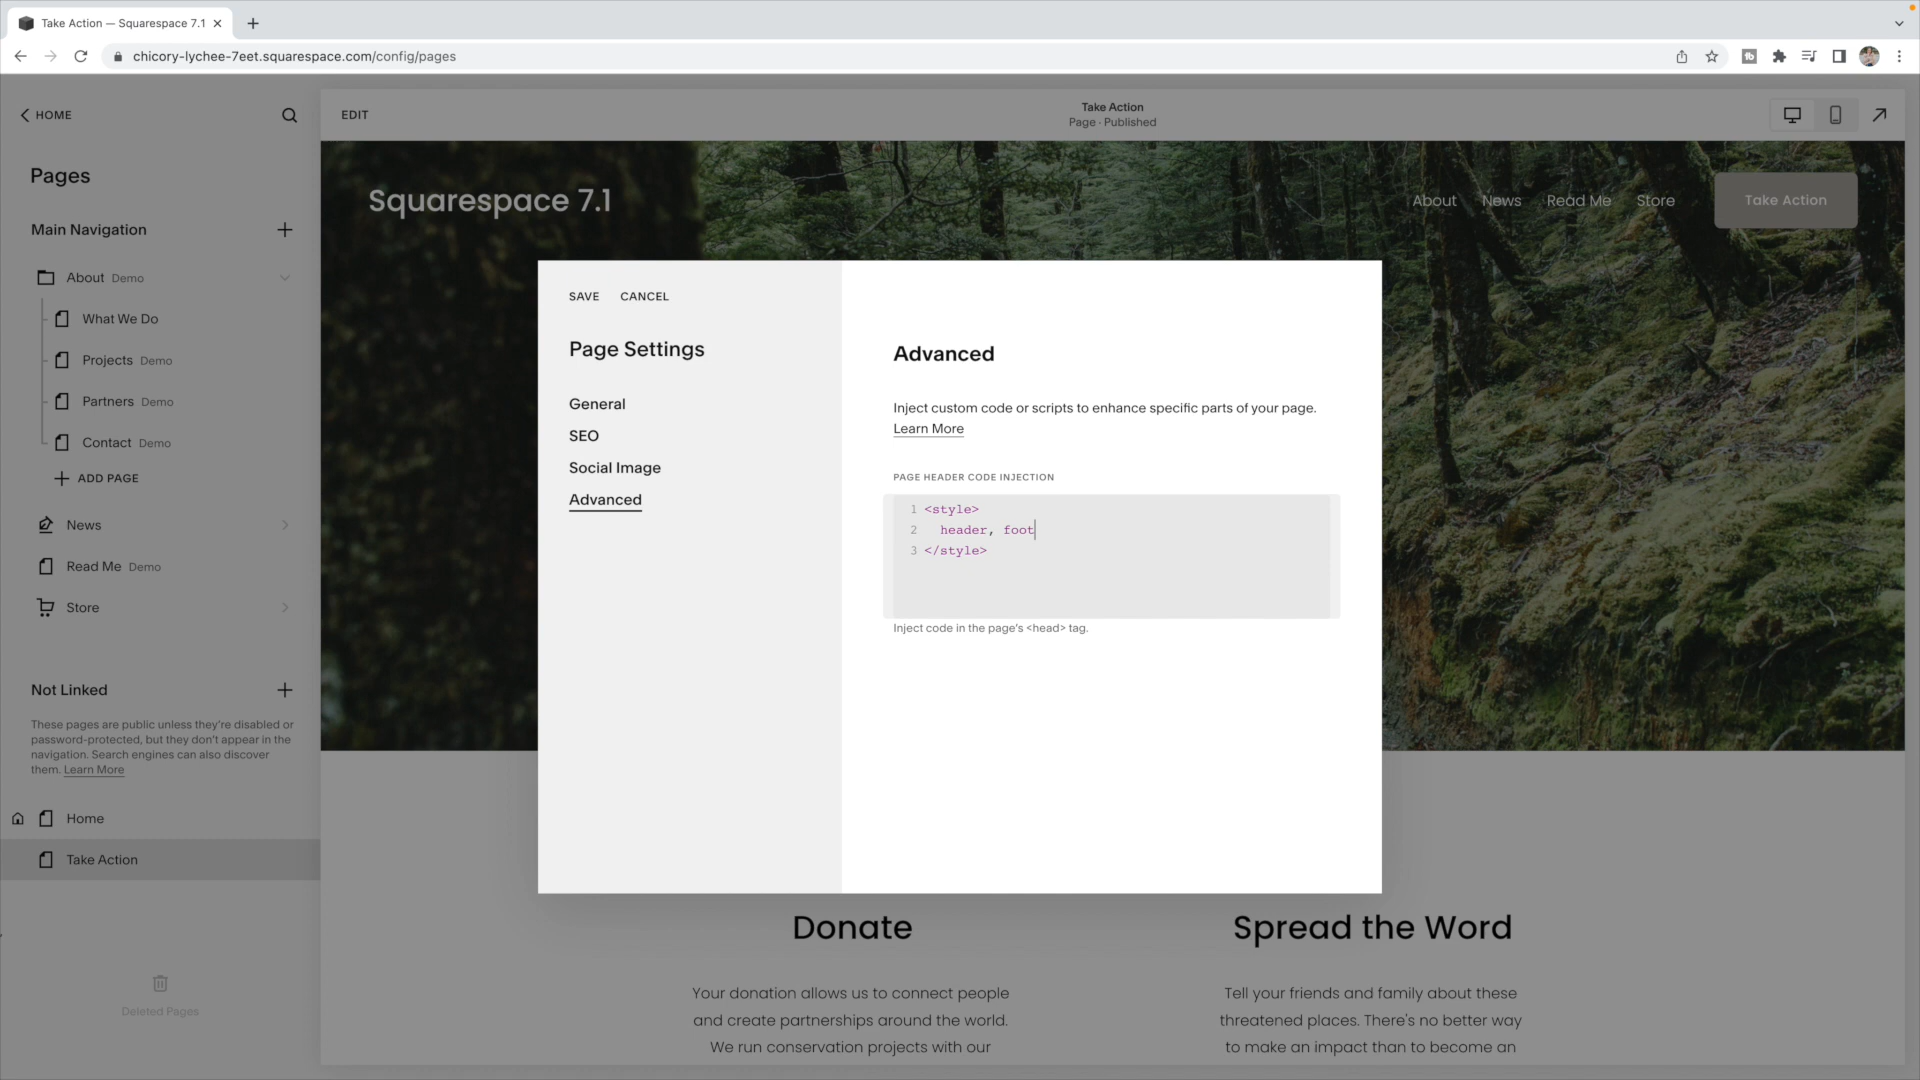 Take Action — Squarespace 7.1
chicory-lychee-7eet.squarespace.com/config/pages
HOME
EDIT
Take Action
Page · Published
Pages
Squarespace 7.1
About
News
Read Me
Store
Take Action
Main Navigation
About Demo
What We Do
Projects Demo
Partners Demo
Contact Demo
ADD PAGE
News
Read Me Demo
Store
Not Linked
These pages are public unless they're disabled or
password-protected, but they don't appear in the
navigation. Search engines can also discover
them. Learn More
Home
Take Action
Deleted Pages
SAVE CANCEL
Page Settings
General
SEO
Social Image
Advanced
Advanced
Inject custom code or scripts to enhance specific parts of your page.
Learn More
PAGE HEADER CODE INJECTION
1 <style>
2 header, foot
3 </style>
Inject code in the page's <head> tag.
Donate
Your donation allows us to connect people
and create partnerships around the world.
We run conservation projects with our
Spread the Word
Tell your friends and family about these
threatened places. There's no better way
to make an impact than to become an